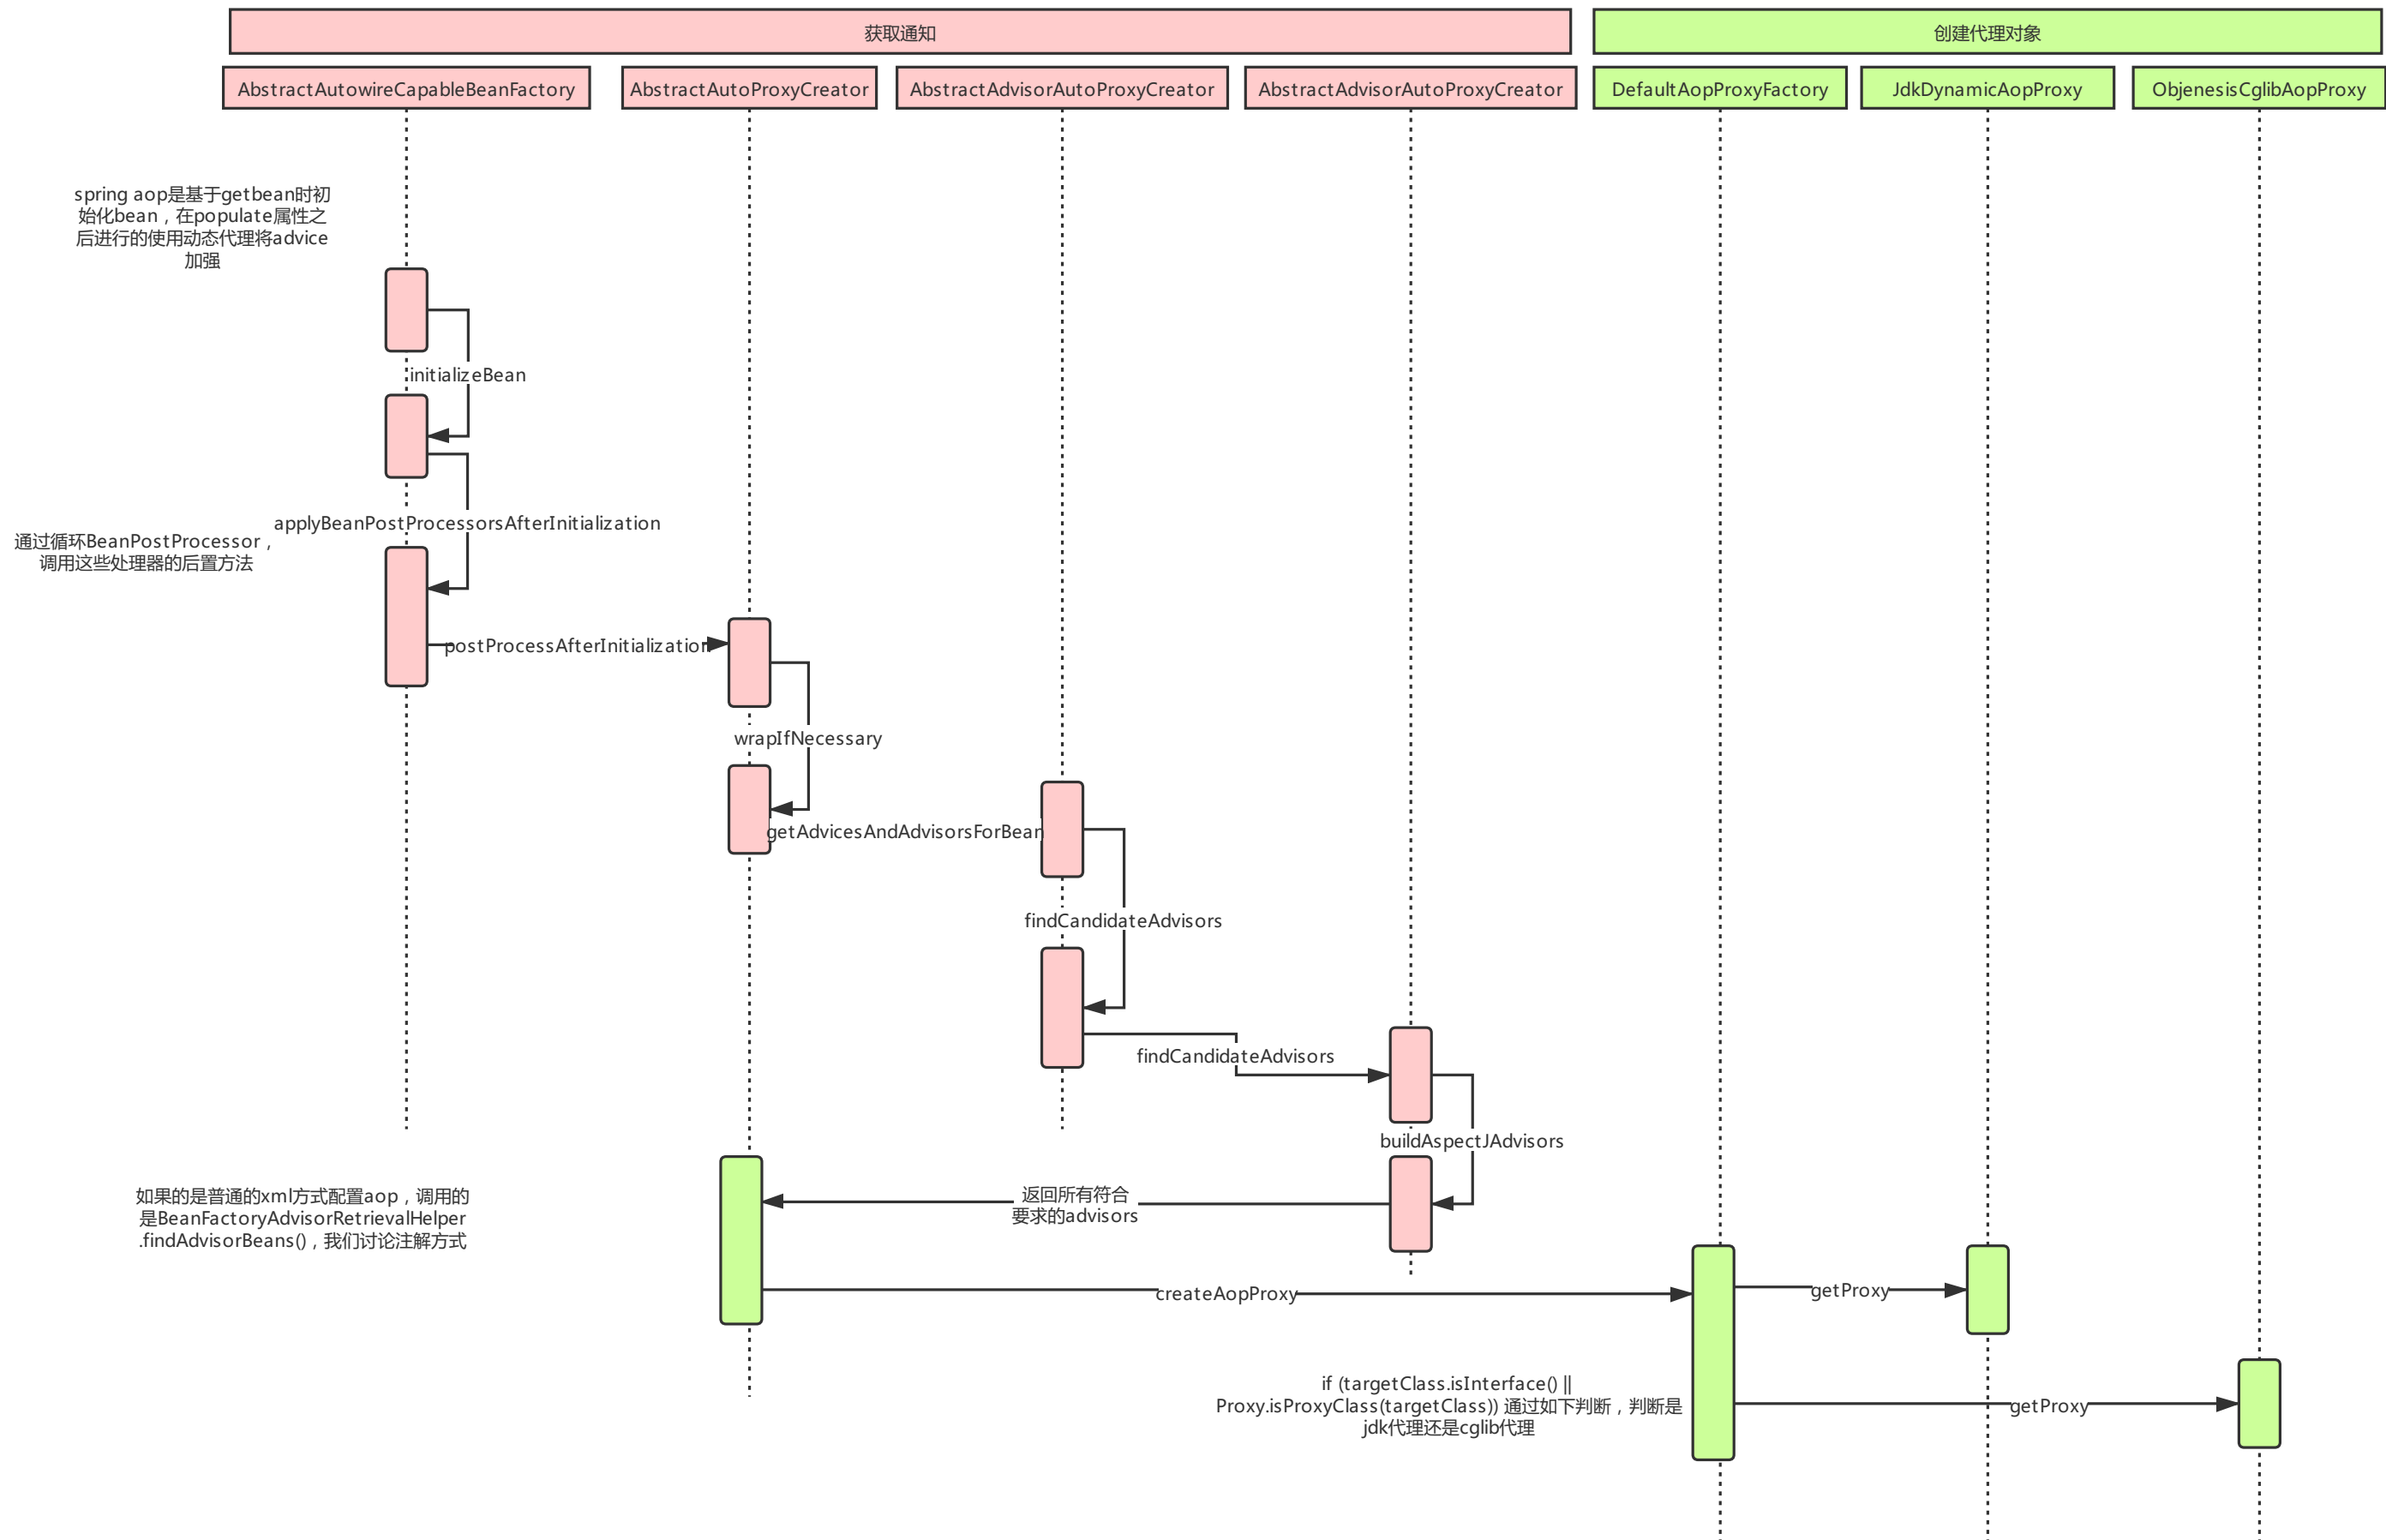 获取通知
创建代理对象
AbstractAutowireCapableBeanFactory
AbstractAutoProxyCreator
AbstractAdvisorAutoProxyCreator
AbstractAdvisorAutoProxyCreator
DefaultAopProxyFactory
JdkDynamicAopProxy
ObjenesisCglibAopProxy
spring aop是基于getbean时初
始化bean，在populate属性之
后进行的使用动态代理将advice
加强
initializeBean
applyBeanPostProcessorsAfterInitialization
通过循环BeanPostProcessor，
调用这些处理器的后置方法
postProcessAfterInitialization
wrapIfNecessary
getAdvicesAndAdvisorsForBean
findCandidateAdvisors
findCandidateAdvisors
buildAspectJAdvisors
返回所有符合
要求的advisors
如果的是普通的xml方式配置aop，调用的
是BeanFactoryAdvisorRetrievalHelper
.findAdvisorBeans()，我们讨论注解方式
createAopProxy
getProxy
if (targetClass.isInterface() ||
Proxy.isProxyClass(targetClass)) 通过如下判断，判断是
jdk代理还是cglib代理
getProxy